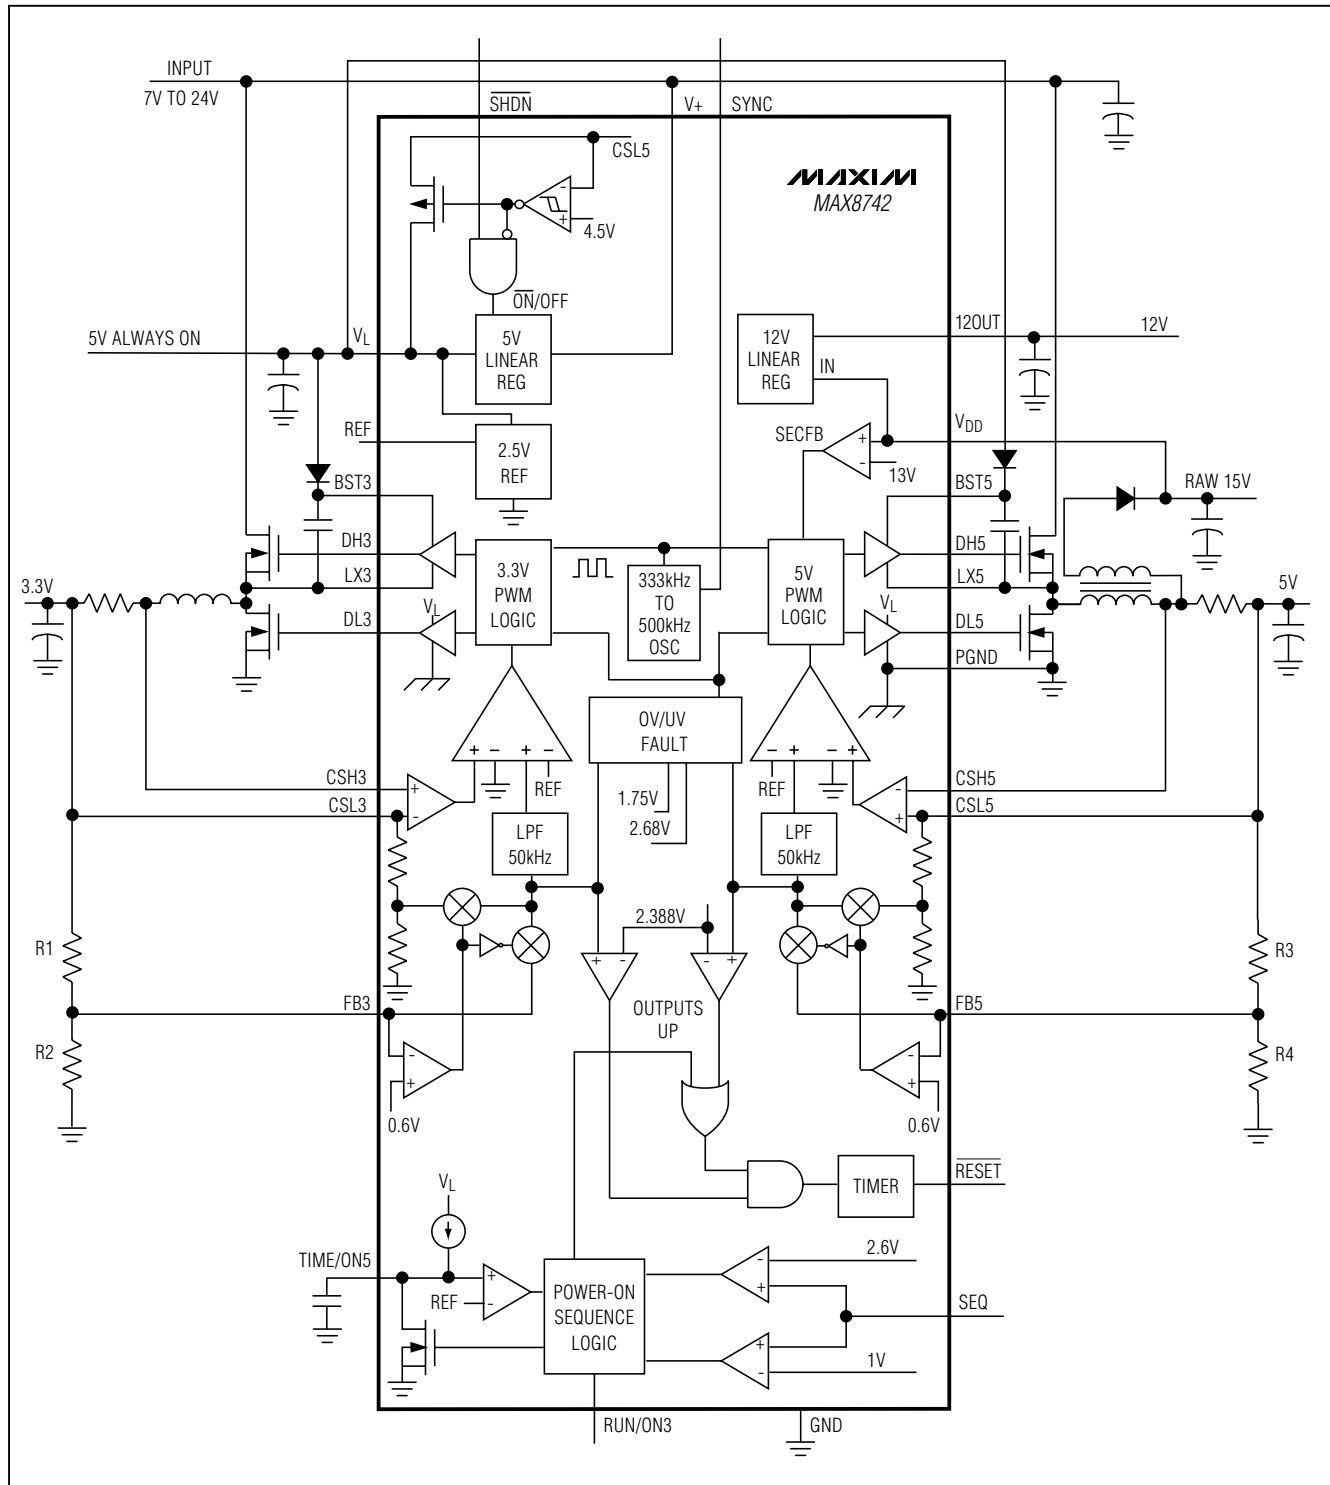 INPUT
7V TO 24V
SHDN
V+
SYNC
CSL5
MAXIM
MAX8742
-
+
4.5V
ON/OFF
5V ALWAYS ON
VL
5V
LINEAR
REG
12V
LINEAR
REG
12OUT
12V
IN
REF
2.5V
REF
SECFB
+
-
13V
VDD
BST3
BST5
RAW 15V
DH3
DH5
LX3
LX5
3.3V
5V
VL
VL
DL3
DL5
3.3V
PWM
LOGIC
333kHz
TO
500kHz
OSC
5V
PWM
LOGIC
PGND
OV/UV
FAULT
+ - + -
- + - +
REF
REF
CSH3
+
CSL3
-
1.75V
2.68V
CSH5
-
CSL5
+
LPF
50kHz
LPF
50kHz
2.388V
+ -
- +
R1
R3
OUTPUTS
UP
FB3
FB5
R2
R4
-
+
0.6V
-
+
0.6V
TIMER
RESET
VL
TIME/ON5
+
REF
-
POWER-ON
SEQUENCE
LOGIC
-
2.6V
+
SEQ
+
1V
-
RUN/ON3
GND